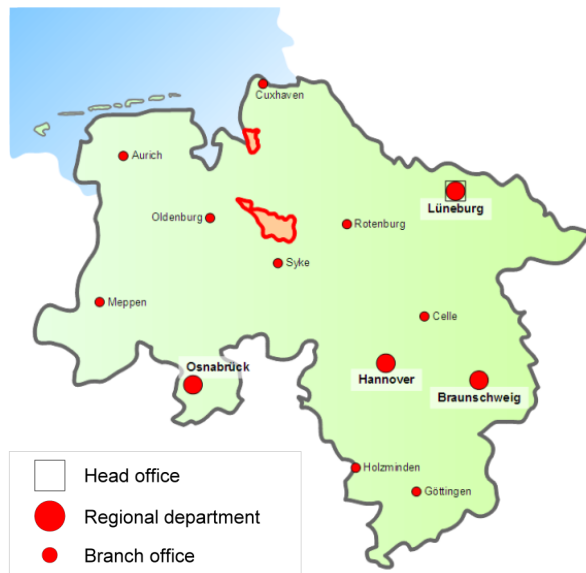 Cuxhaven
Aurich
Lüneburg
Oldenburg
Rotenburg
Syke
Meppen
Celle
Osnabrück
Hannover
Braunschweig
Holzminden
Göttingen
Head office
Regional department
Branch office